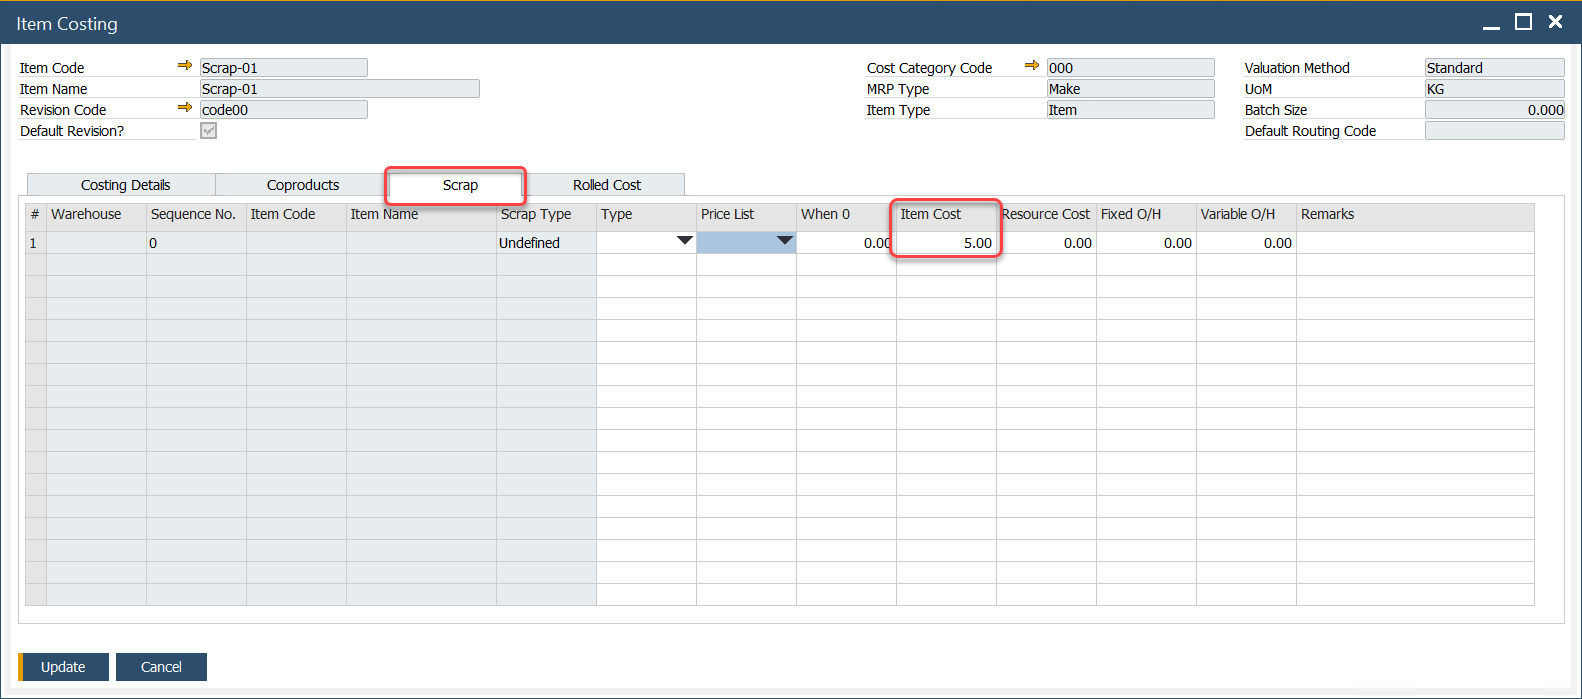 Item Costing
Item Code Scrap-01 Cost Category Code 000 Valuation Method Standard
Item Name Scrap-01 MRP Type Make UoM KG
Revision Code code00 Item Type Item Batch Size 0.000
Default Revision? Default Routing Code
Costing Details Coproducts Scrap Rolled Cost
# Warehouse Sequence No. Item Code Item Name Scrap Type Type Price List When 0 Item Cost Resource Cost Fixed O/H Variable O/H Remarks
1 0 Undefined 0.00 5.00 0.00 0.00 0.00
Update Cancel